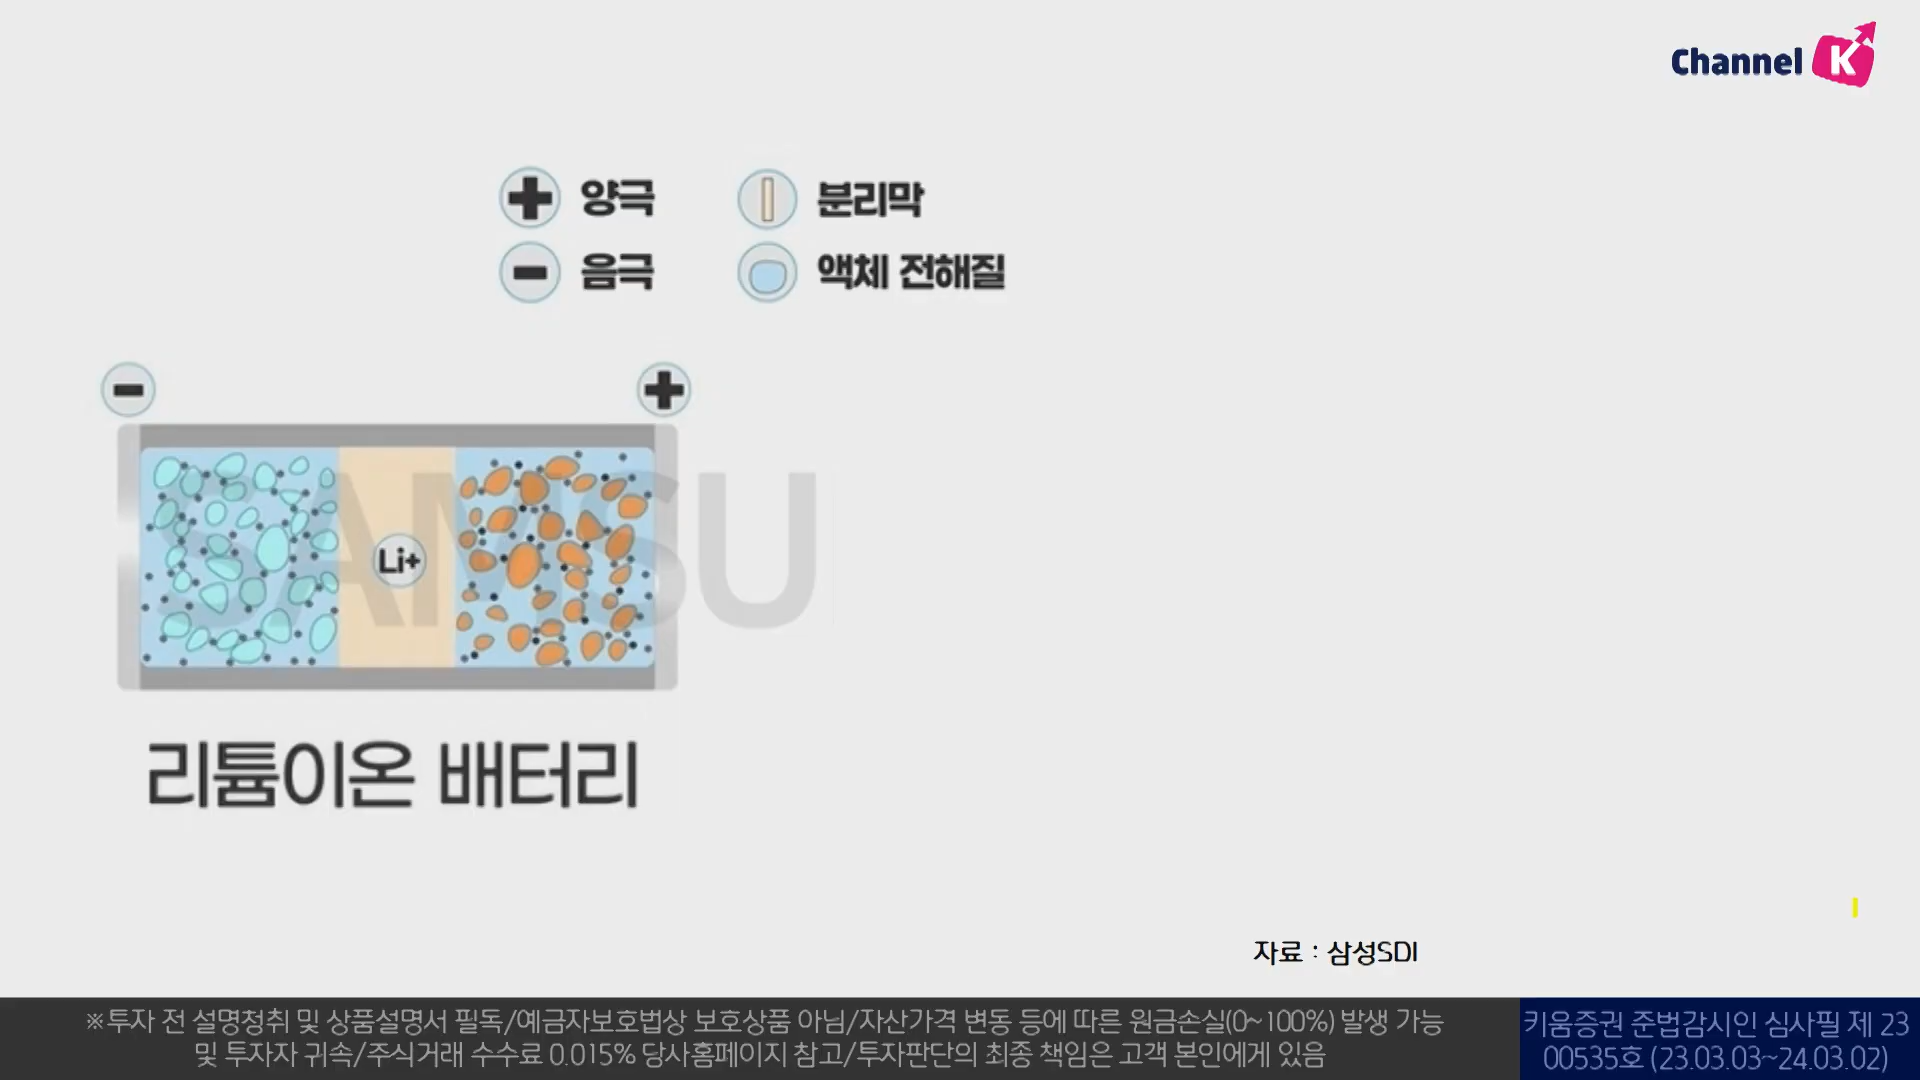 Channel K
양극
분리막
음극
액체 전해질
SAMSU
Li+
리튬이온 배터리
자료 : 삼성SDI
※투자 전 설명청취 및 상품설명서 필독/예금자보호법상 보호상품 아님/자산가격 변동 등에 따른 원금손실(0~100%) 발생 가능
및 투자자 귀속/주식거래 수수료 0.015% 당사홈페이지 참고/투자판단의 최종 책임은 고객 본인에게 있음
키움증권 준법감시인 심사필 제 23
00535호 (23.03.03~24.03.02)